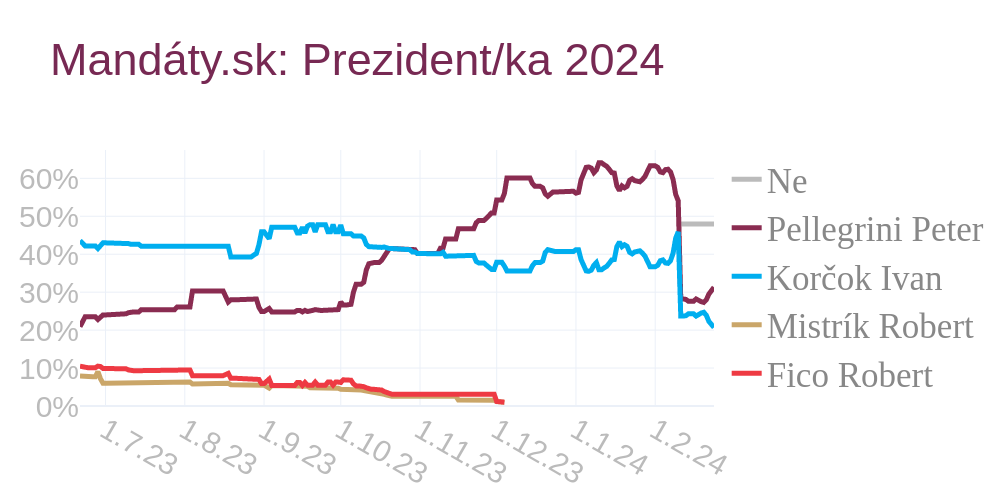 Mandáty.sk: Prezident/ka 2024
60%
50%
40%
30%
20%
10%
0%
1.7.23
1.8.23
1.9.23
1.10.23
1.11.23
1.12.23
1.1.24
1.2.24
Ne
Pellegrini Peter
Korčok Ivan
Mistrík Robert
Fico Robert